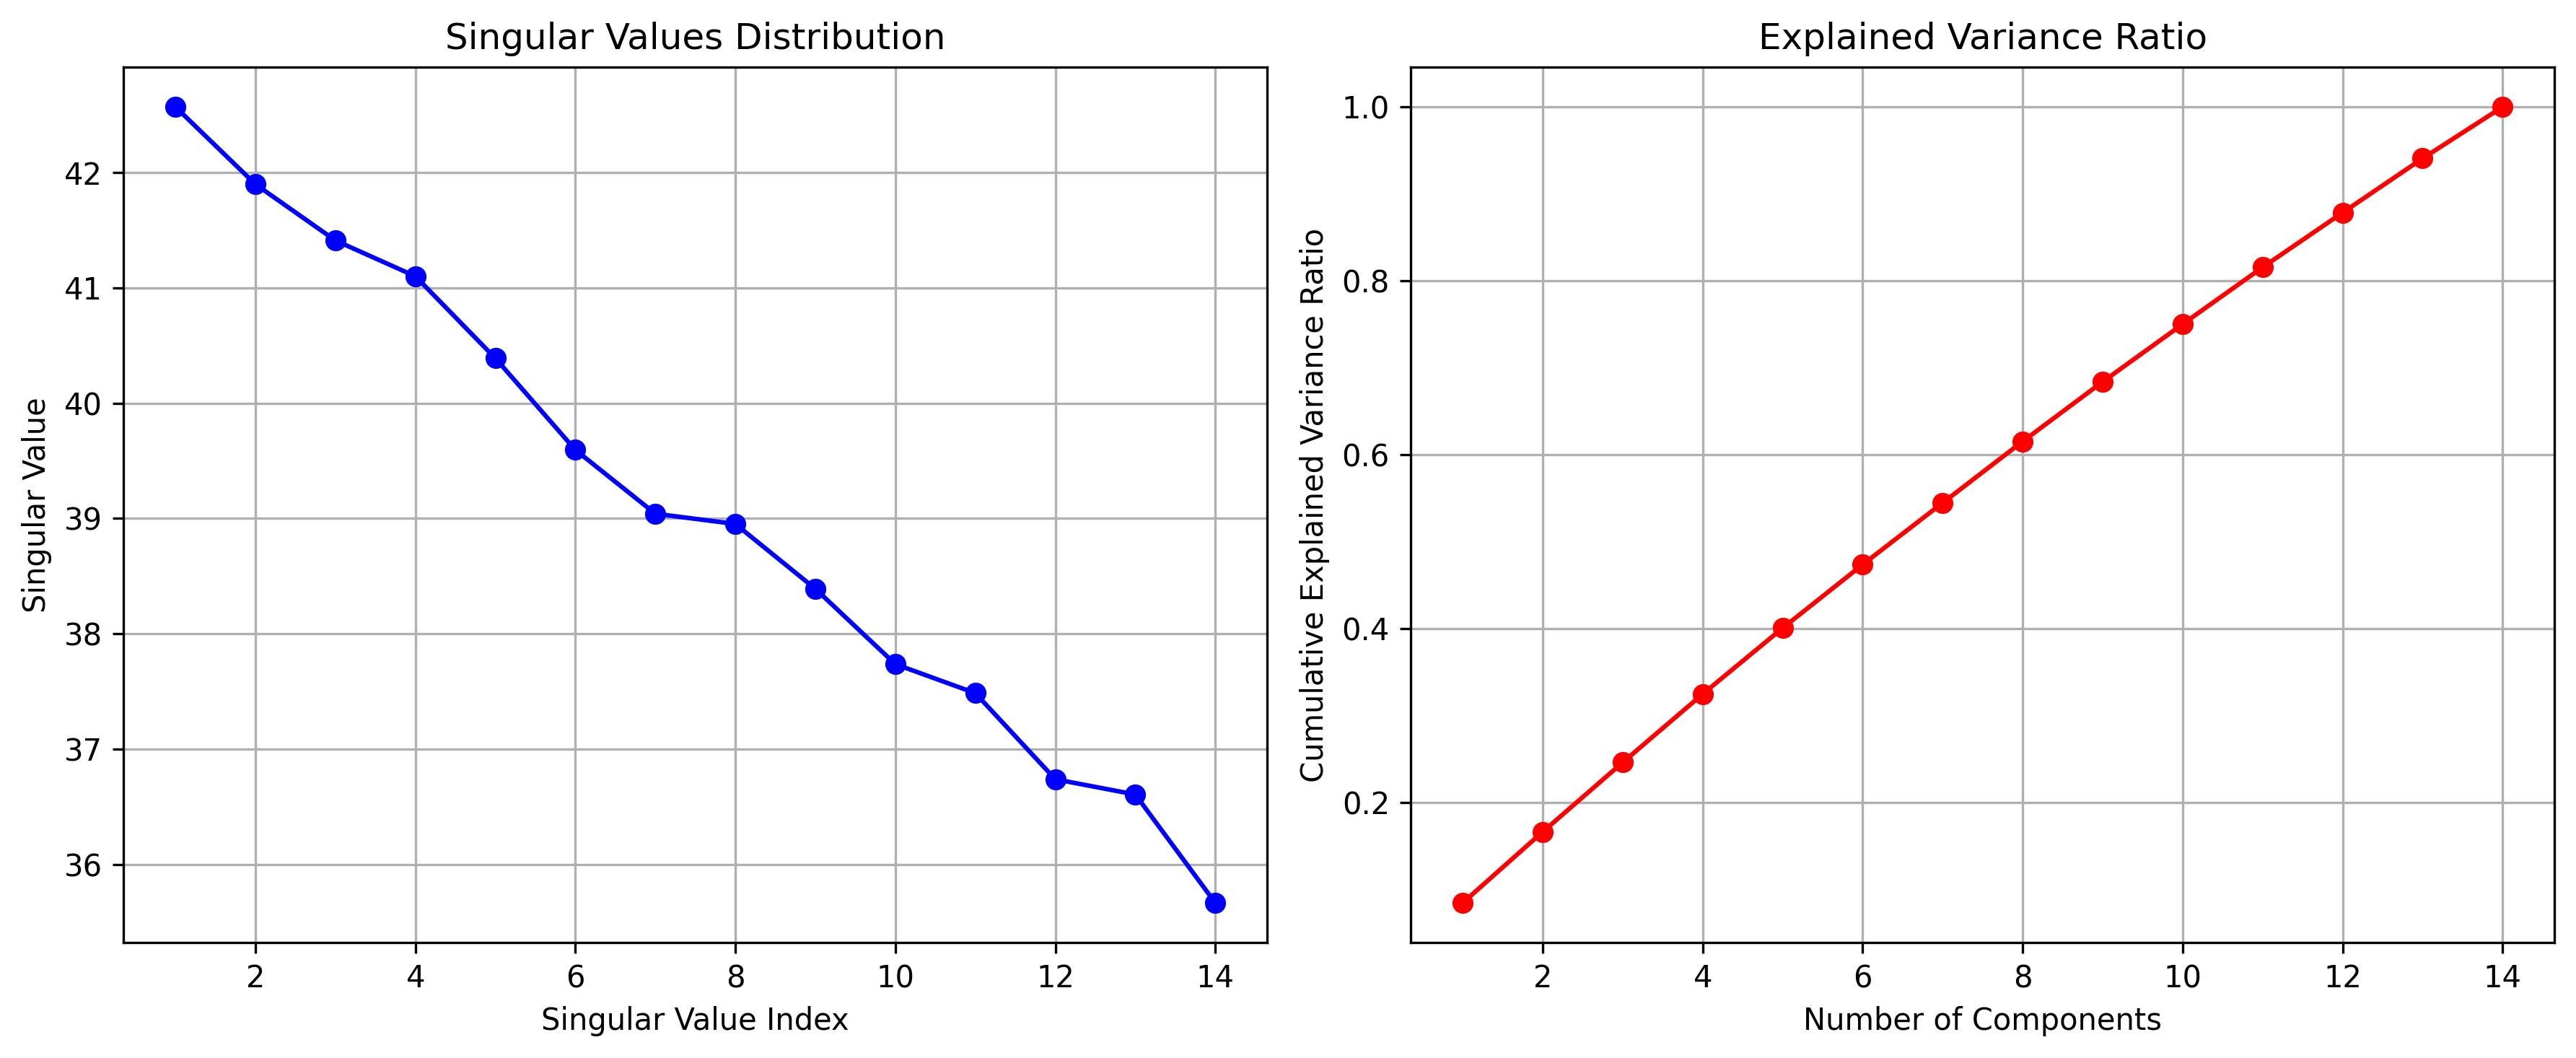 Singular Values Distribution
42
41
40
39
38
37
36
Singular Value
2 4 6 8 10 12 14
Singular Value Index
Explained Variance Ratio
1.0
0.8
0.6
0.4
0.2
Cumulative Explained Variance Ratio
2 4 6 8 10 12 14
Number of Components